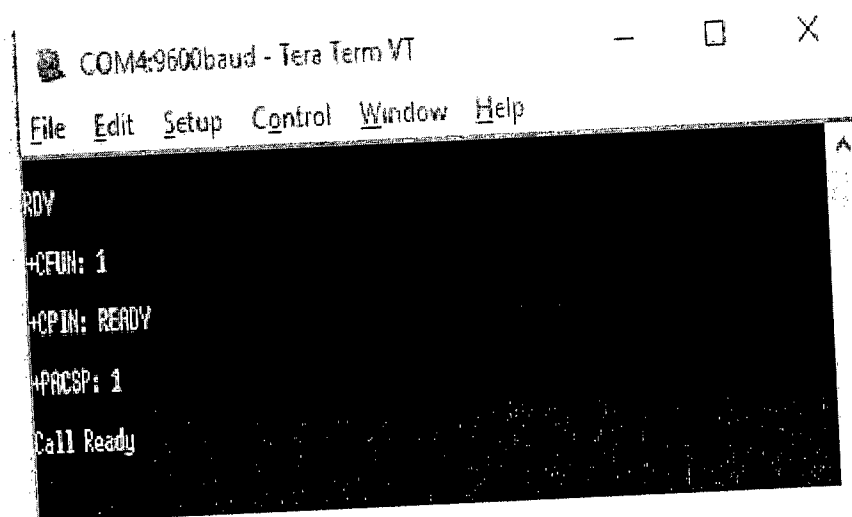 COM4:9600baud - Tera Term VT
File Edit Setup Control Window Help
RDY
+CFUN: 1
+CPIN: READY
+PACSP: 1
Call Ready